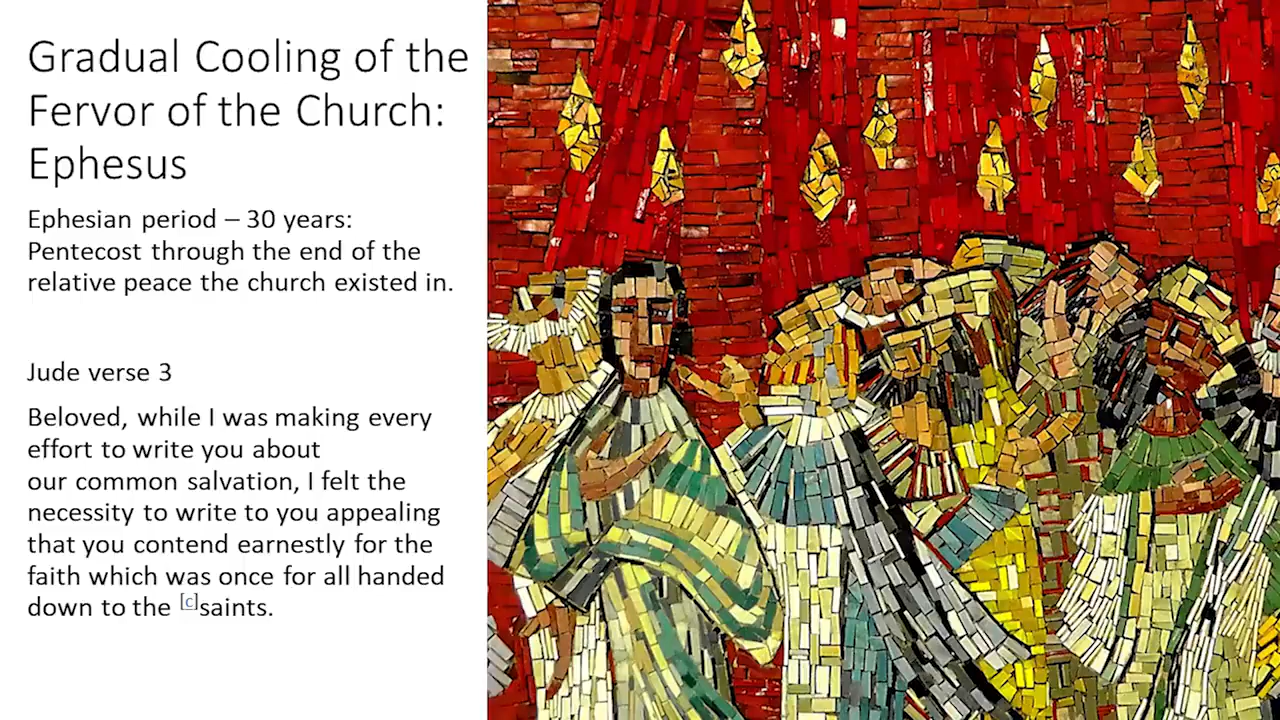 Gradual Cooling of the
Fervor of the Church:
Ephesus
Ephesian period – 30 years:
Pentecost through the end of the
relative peace the church existed in.
Jude verse 3
Beloved, while I was making every
effort to write you about
our common salvation, I felt the
necessity to write to you appealing
that you contend earnestly for the
faith which was once for all handed
down to the [c]saints.